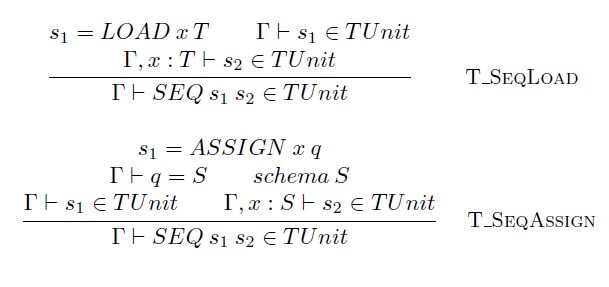 s₁ = LOAD x T Γ ⊢ s₁ ∈ TUnit
Γ, x : T ⊢ s₂ ∈ TUnit
Γ ⊢ SEQ s₁ s₂ ∈ TUnit
T_SEQLOAD
s₁ = ASSIGN x q
Γ ⊢ q = S schema S
Γ ⊢ s₁ ∈ TUnit Γ, x : S ⊢ s₂ ∈ TUnit
Γ ⊢ SEQ s₁ s₂ ∈ TUnit
T_SEQASSIGN